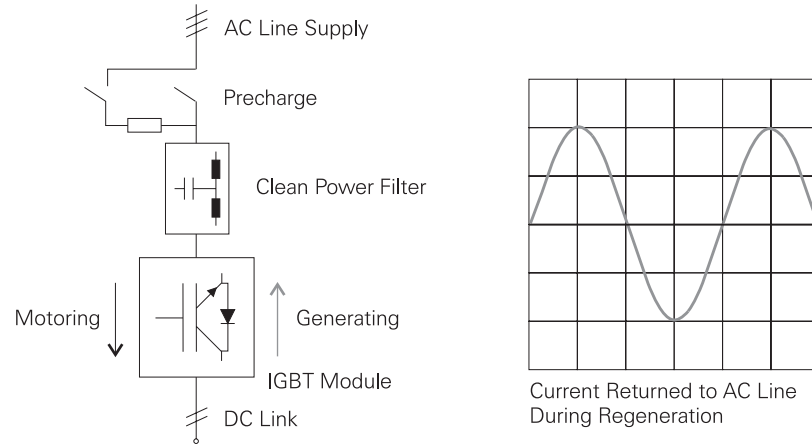 AC Line Supply
Precharge
Clean Power Filter
Motoring
Generating
IGBT Module
DC Link
Current Returned to AC Line
During Regeneration